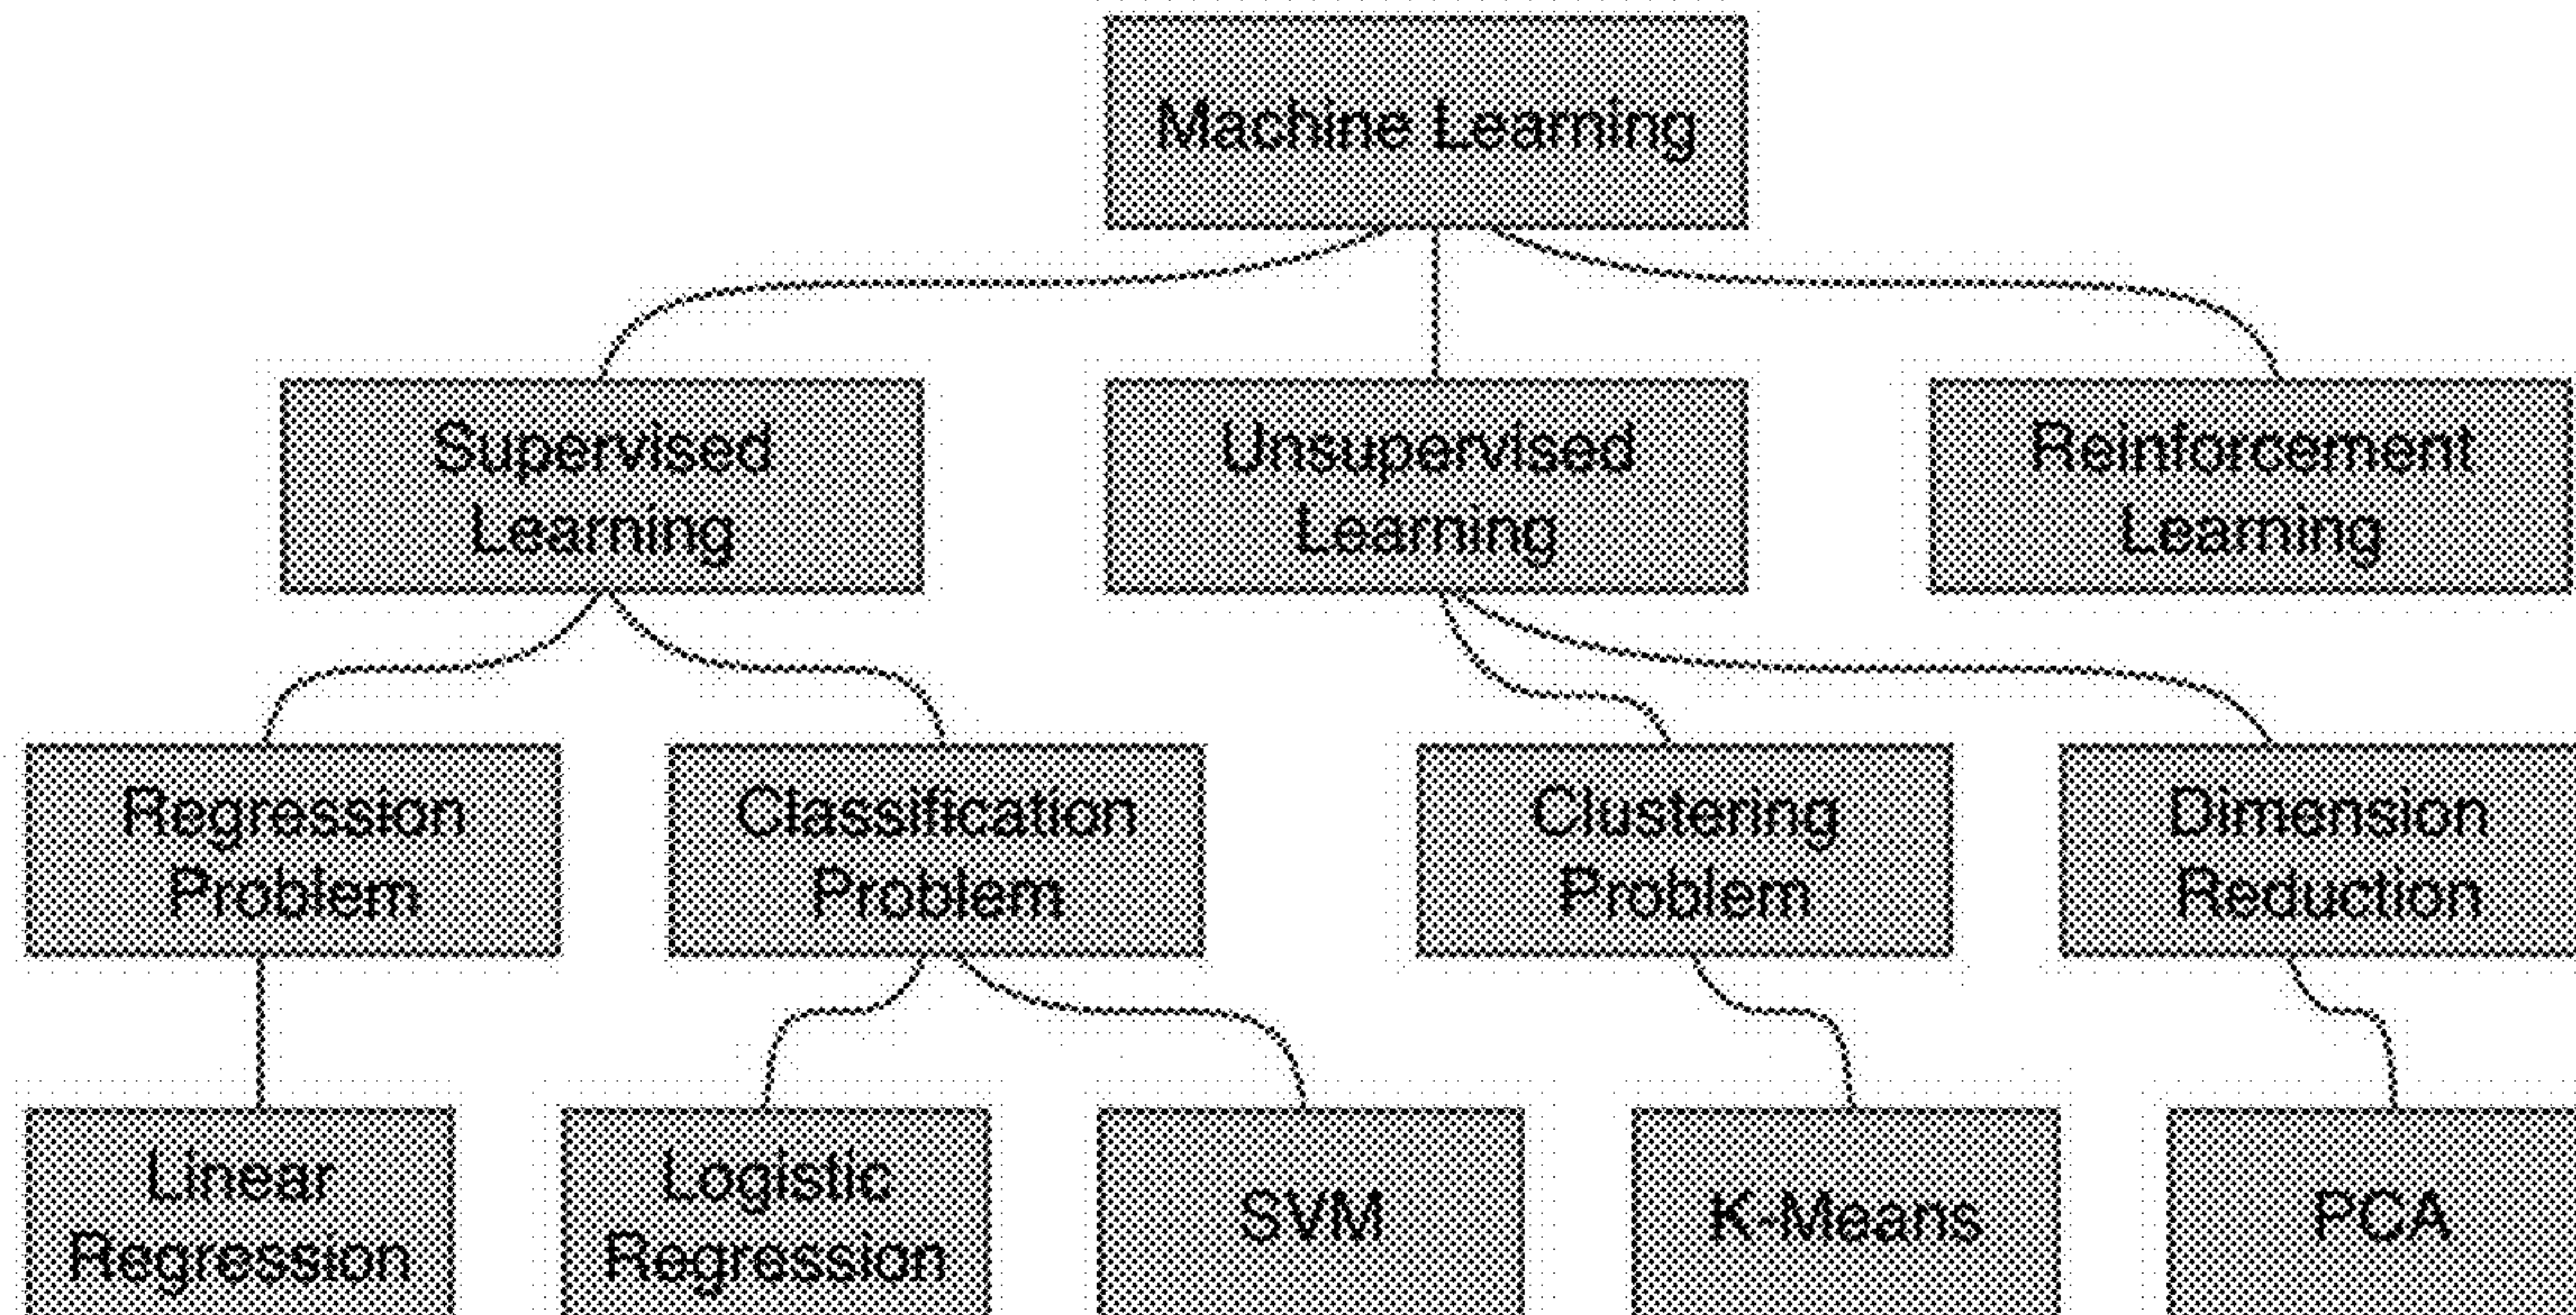 Machine Learning
Supervised
Learning
Unsupervised
Learning
Reinforcement
Learning
Regression
Problem
Classification
Problem
Clustering
Problem
Dimension
Reduction
Linear
Regression
Logistic
Regression
SVM
K-Means
PCA